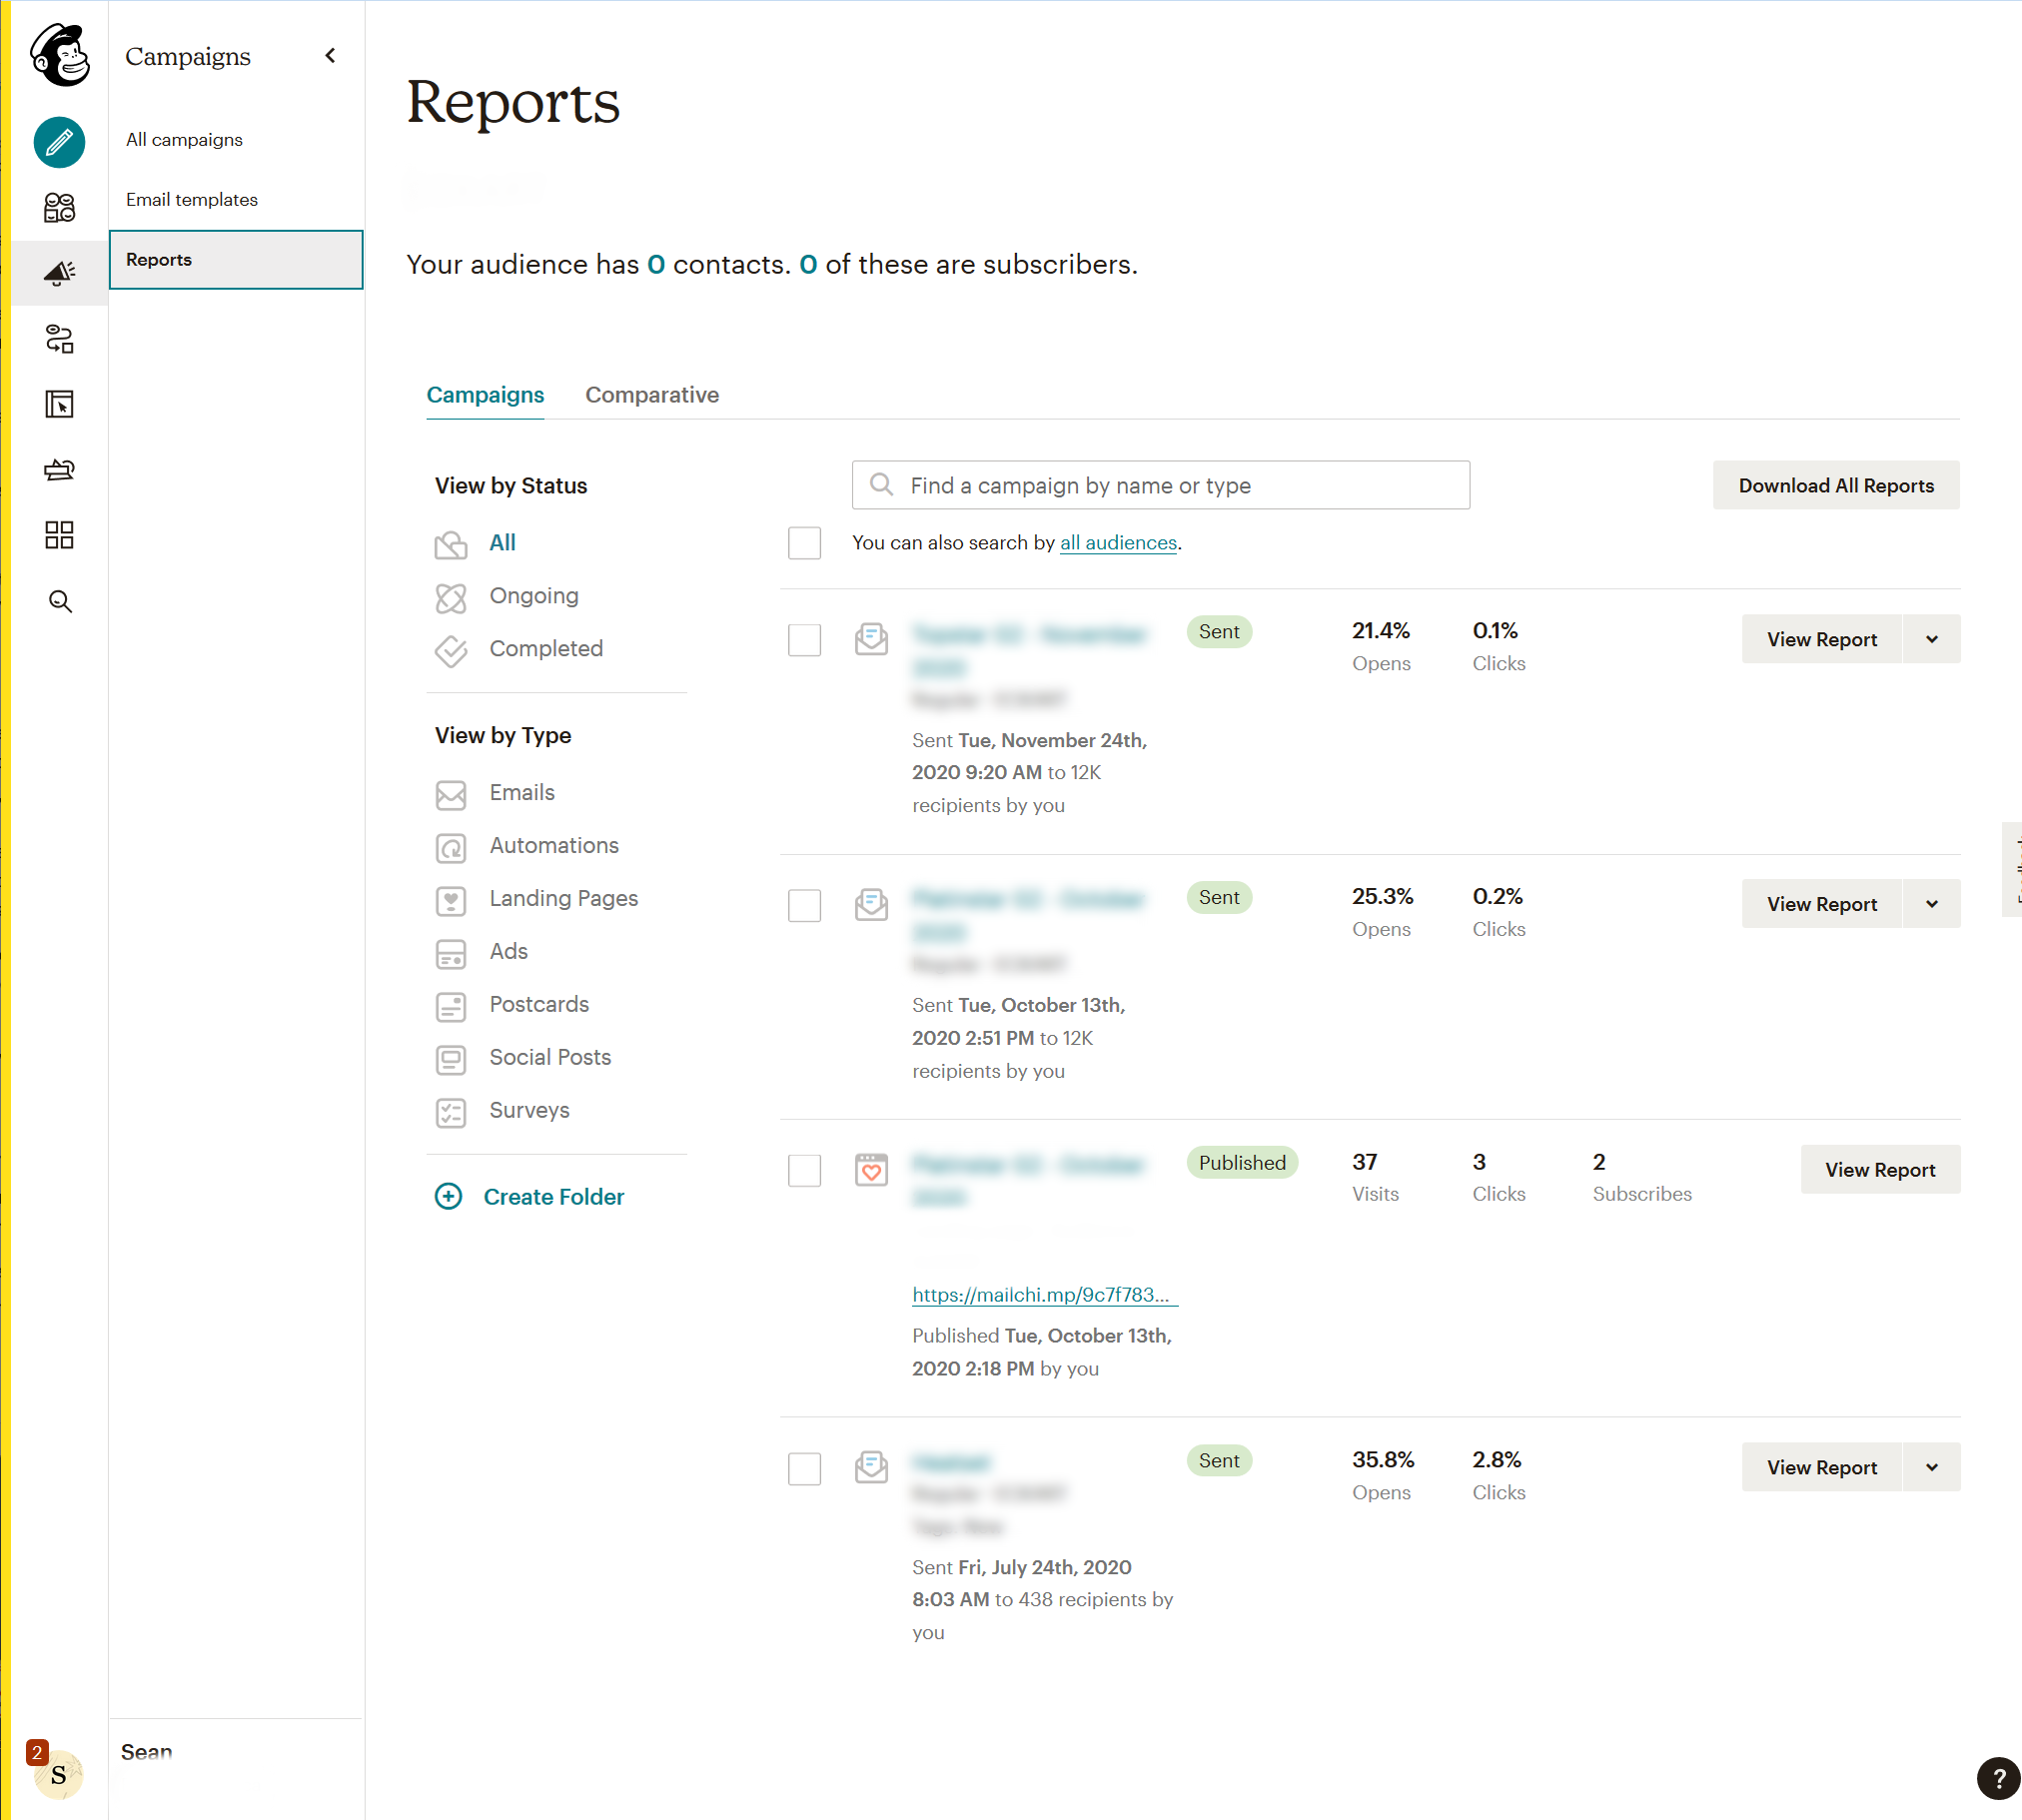 Campaigns
All campaigns
Email templates
Reports
Sean
2
S
Reports
Your audience has 0 contacts. 0 of these are subscribers.
Campaigns
Comparative
View by Status
All
Ongoing
Completed
View by Type
Emails
Automations
Landing Pages
Ads
Postcards
Social Posts
Surveys
Create Folder
Find a campaign by name or type
Download All Reports
You can also search by all audiences.
Sent
21.4%
Opens
0.1%
Clicks
View Report
Sent Tue, November 24th,
2020 9:20 AM to 12K
recipients by you
Sent
25.3%
Opens
0.2%
Clicks
View Report
Sent Tue, October 13th,
2020 2:51 PM to 12K
recipients by you
Published
37
Visits
3
Clicks
2
Subscribes
View Report
https://mailchi.mp/9c7f783...
Published Tue, October 13th,
2020 2:18 PM by you
Sent
35.8%
Opens
2.8%
Clicks
View Report
Sent Fri, July 24th, 2020
8:03 AM to 438 recipients by
you
?